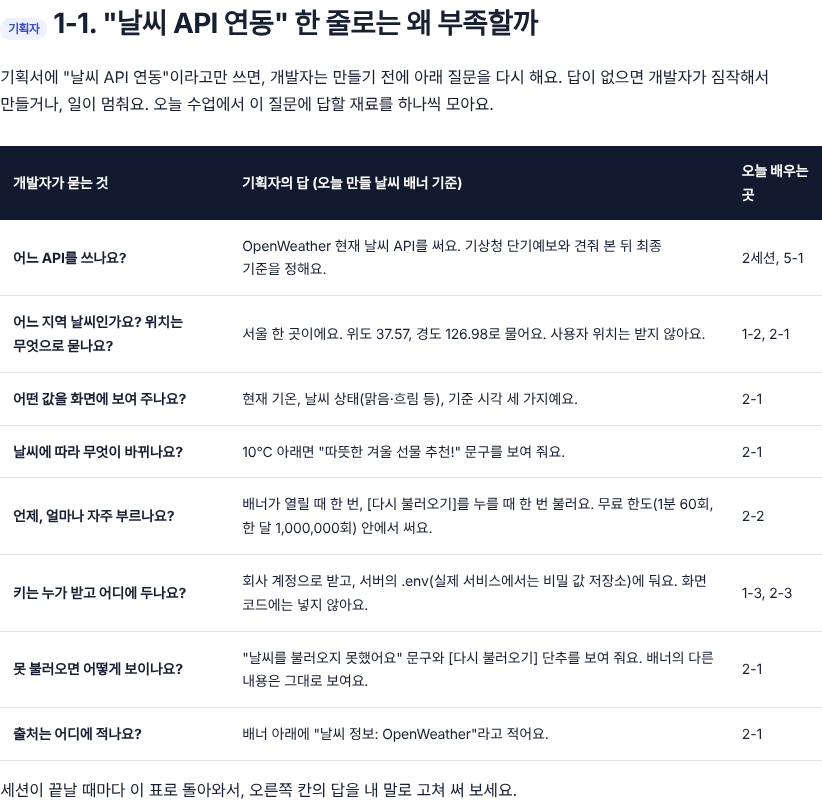 기획자 1-1. "날씨 API 연동" 한 줄로는 왜 부족할까
기획서에 "날씨 API 연동"이라고만 쓰면, 개발자는 만들기 전에 아래 질문을 다시 해요. 답이 없으면 개발자가 짐작해서
만들거나, 일이 멈춰요. 오늘 수업에서 이 질문에 답할 재료를 하나씩 모아요.
개발자가 묻는 것
기획자의 답 (오늘 만들 날씨 배너 기준)
오늘 배우는
곳
어느 API를 쓰나요?
OpenWeather 현재 날씨 API를 써요. 기상청 단기예보와 견줘 본 뒤 최종
기준을 정해요.
2세션, 5-1
어느 지역 날씨인가요? 위치는
무엇으로 묻나요?
서울 한 곳이에요. 위도 37.57, 경도 126.98로 물어요. 사용자 위치는 받지 않아요.
1-2, 2-1
어떤 값을 화면에 보여 주나요?
현재 기온, 날씨 상태(맑음·흐림 등), 기준 시각 세 가지예요.
2-1
날씨에 따라 무엇이 바뀌나요?
10°C 아래면 "따뜻한 겨울 선물 추천!" 문구를 보여 줘요.
2-1
언제, 얼마나 자주 부르나요?
배너가 열릴 때 한 번, [다시 불러오기]를 누를 때 한 번 불러요. 무료 한도(1분 60회,
한 달 1,000,000회) 안에서 써요.
2-2
키는 누가 받고 어디에 두나요?
회사 계정으로 받고, 서버의 .env(실제 서비스에서는 비밀 값 저장소)에 둬요. 화면
코드에는 넣지 않아요.
1-3, 2-3
못 불러오면 어떻게 보이나요?
"날씨를 불러오지 못했어요" 문구와 [다시 불러오기] 단추를 보여 줘요. 배너의 다른
내용은 그대로 보여요.
2-1
출처는 어디에 적나요?
배너 아래에 "날씨 정보: OpenWeather"라고 적어요.
2-1
세션이 끝날 때마다 이 표로 돌아와서, 오른쪽 칸의 답을 내 말로 고쳐 써 보세요.